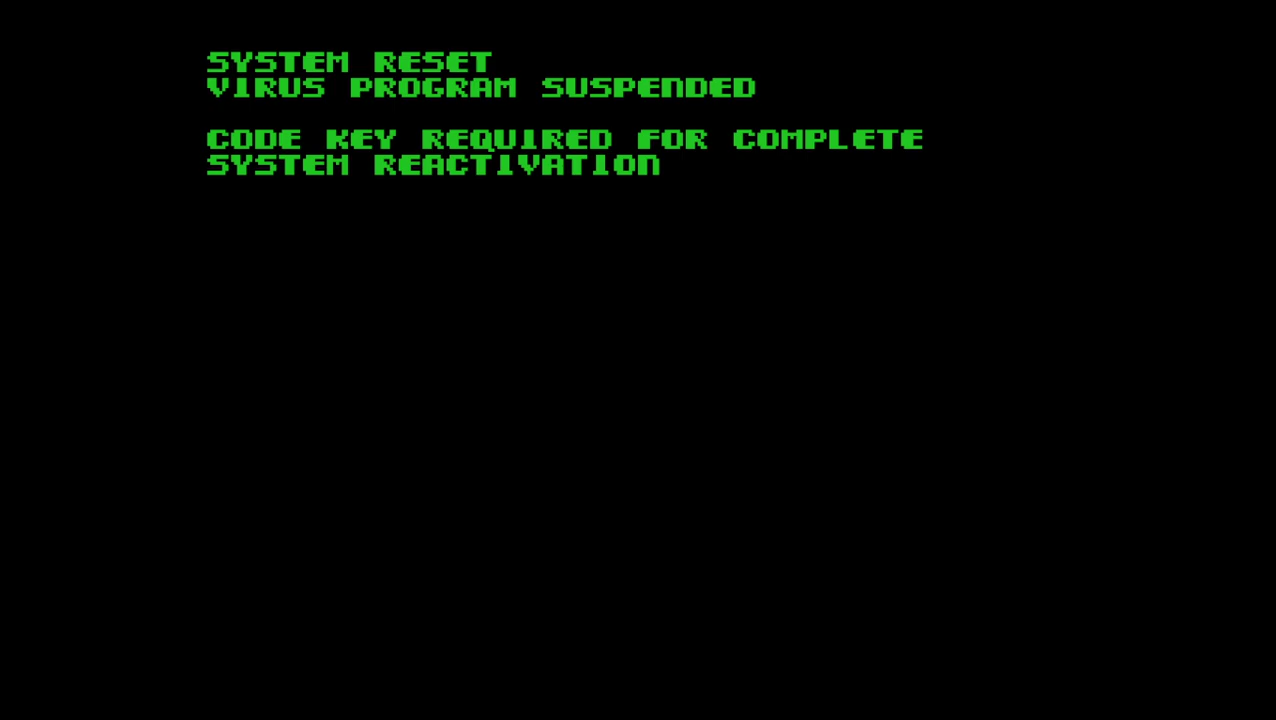 SYSTEM RESET
VIRUS PROGRAM SUSPENDED
CODE KEY REQUIRED FOR COMPLETE
SYSTEM REACTIVATION